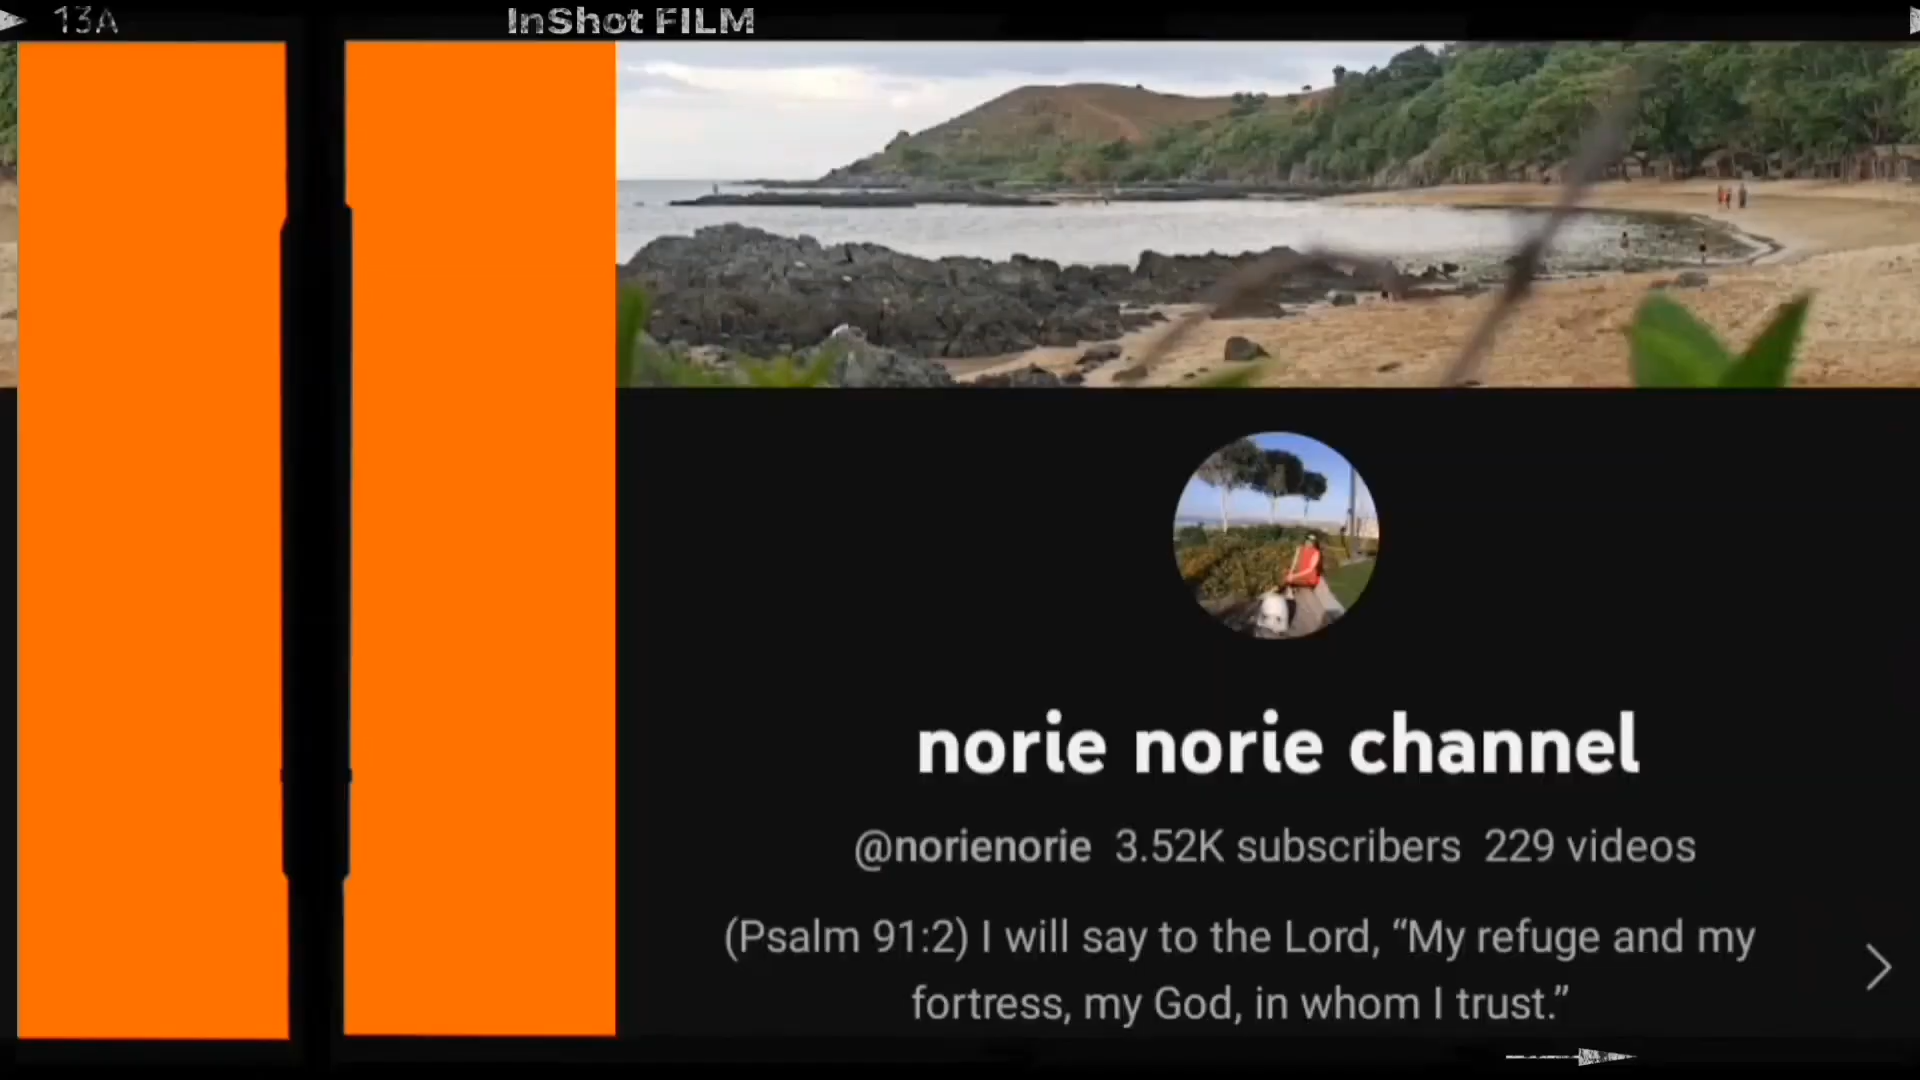 13A
InShot FILM
norie norie channel
@norienorie 3.52K subscribers 229 videos
(Psalm 91:2) I will say to the Lord, “My refuge and my
fortress, my God, in whom I trust.”